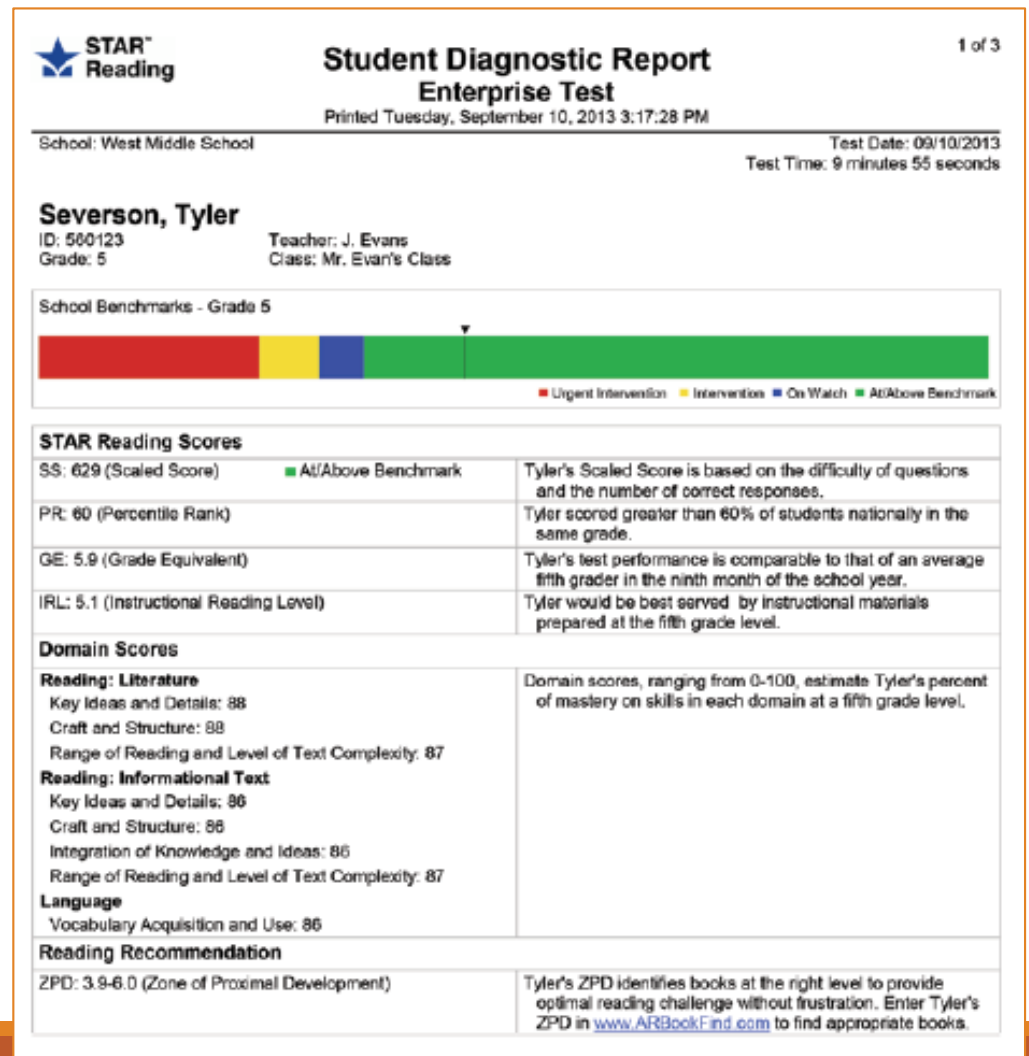 STAR™
Reading
1 of 3
Student Diagnostic Report
Enterprise Test
Printed Tuesday, September 10, 2013 3:17:28 PM
School: West Middle School
Test Date: 09/10/2013
Test Time: 9 minutes 55 seconds
Severson, Tyler
ID: 560123
Teacher: J. Evans
Grade: 5
Class: Mr. Evan's Class
School Benchmarks - Grade 5
Urgent Intervention
Intervention
On Watch
At/Above Benchmark
STAR Reading Scores
SS: 629 (Scaled Score)
At/Above Benchmark
Tyler's Scaled Score is based on the difficulty of questions
and the number of correct responses.
PR: 60 (Percentile Rank)
Tyler scored greater than 60% of students nationally in the
same grade.
GE: 5.9 (Grade Equivalent)
Tyler's test performance is comparable to that of an average
fifth grader in the ninth month of the school year.
IRL: 5.1 (Instructional Reading Level)
Tyler would be best served by instructional materials
prepared at the fifth grade level.
Domain Scores
Reading: Literature
Key Ideas and Details: 88
Craft and Structure: 88
Range of Reading and Level of Text Complexity: 87
Domain scores, ranging from 0-100, estimate Tyler's percent
of mastery on skills in each domain at a fifth grade level.
Reading: Informational Text
Key Ideas and Details: 86
Craft and Structure: 86
Integration of Knowledge and Ideas: 86
Range of Reading and Level of Text Complexity: 87
Language
Vocabulary Acquisition and Use: 86
Reading Recommendation
ZPD: 3.9-6.0 (Zone of Proximal Development)
Tyler's ZPD identifies books at the right level to provide
optimal reading challenge without frustration. Enter Tyler's
ZPD in www.ARBookFind.com to find appropriate books.